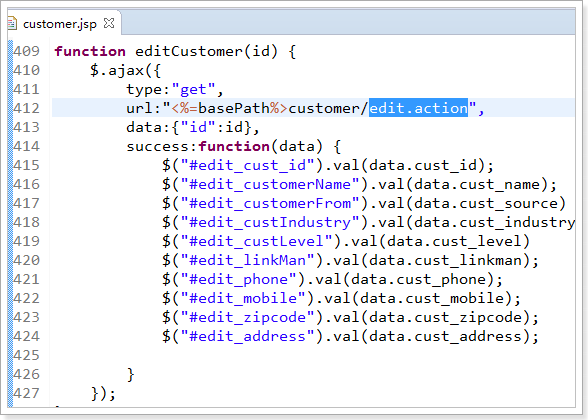 customer.jsp
409 function editCustomer(id) {
410     $.ajax({
411         type:"get",
412         url:"<%=basePath%>customer/edit.action",
413         data:{"id":id},
414         success:function(data) {
415             $("#edit_cust_id").val(data.cust_id);
416             $("#edit_customerName").val(data.cust_name);
417             $("#edit_customerFrom").val(data.cust_source)
418             $("#edit_custIndustry").val(data.cust_industry
419             $("#edit_custLevel").val(data.cust_level)
420             $("#edit_linkMan").val(data.cust_linkman);
421             $("#edit_phone").val(data.cust_phone);
422             $("#edit_mobile").val(data.cust_mobile);
423             $("#edit_zipcode").val(data.cust_zipcode);
424             $("#edit_address").val(data.cust_address);
425
426         }
427     });